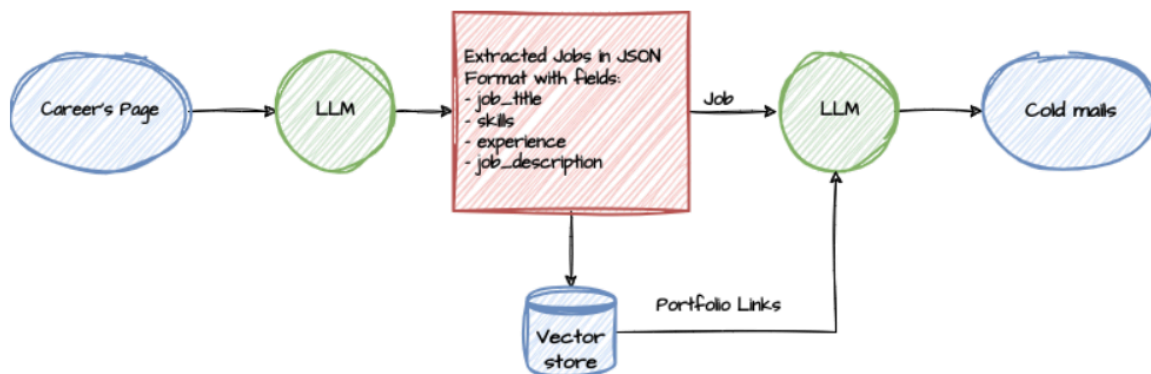 Career's Page
LLM
Extracted Jobs in JSON
Format with fields:
- job_title
- skills
- experience
- job_description
Job
LLM
Cold mails
Portfolio Links
Vector
store